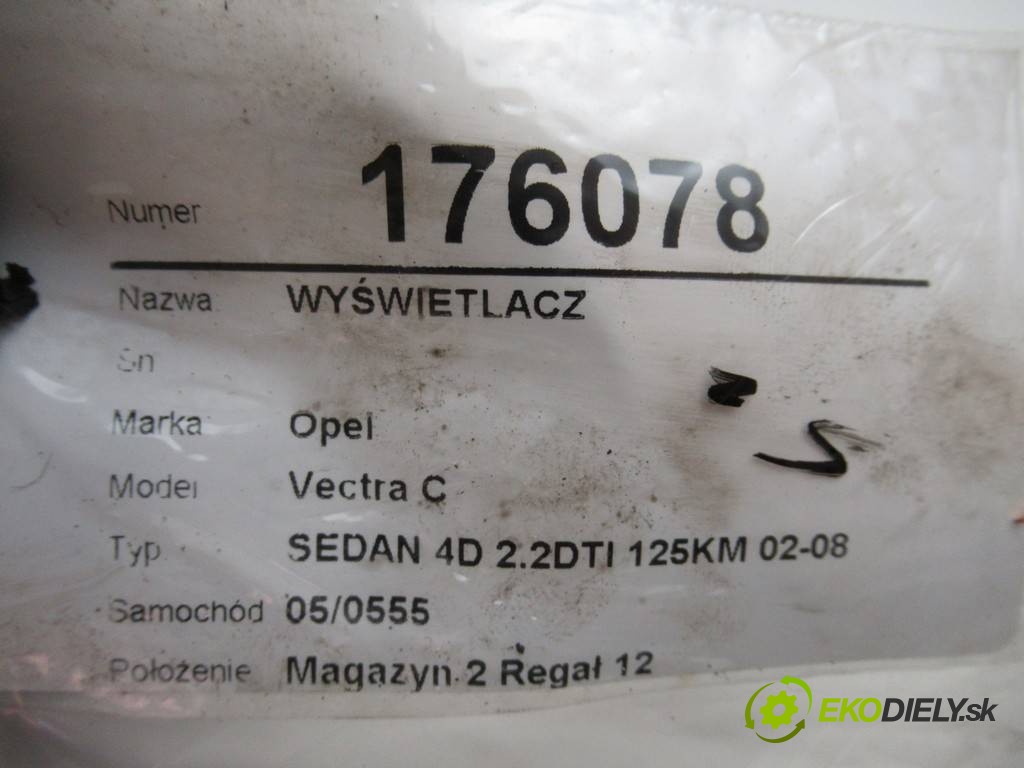 Numer 176078
Nazwa WYŚWIETLACZ
Sn
Marka Opel
Model Vectra C
Typ SEDAN 4D 2.2DTI 125KM 02-08
Samochód 05/0555
Położenie Magazyn 2 Regał 12
EKODIELY.sk